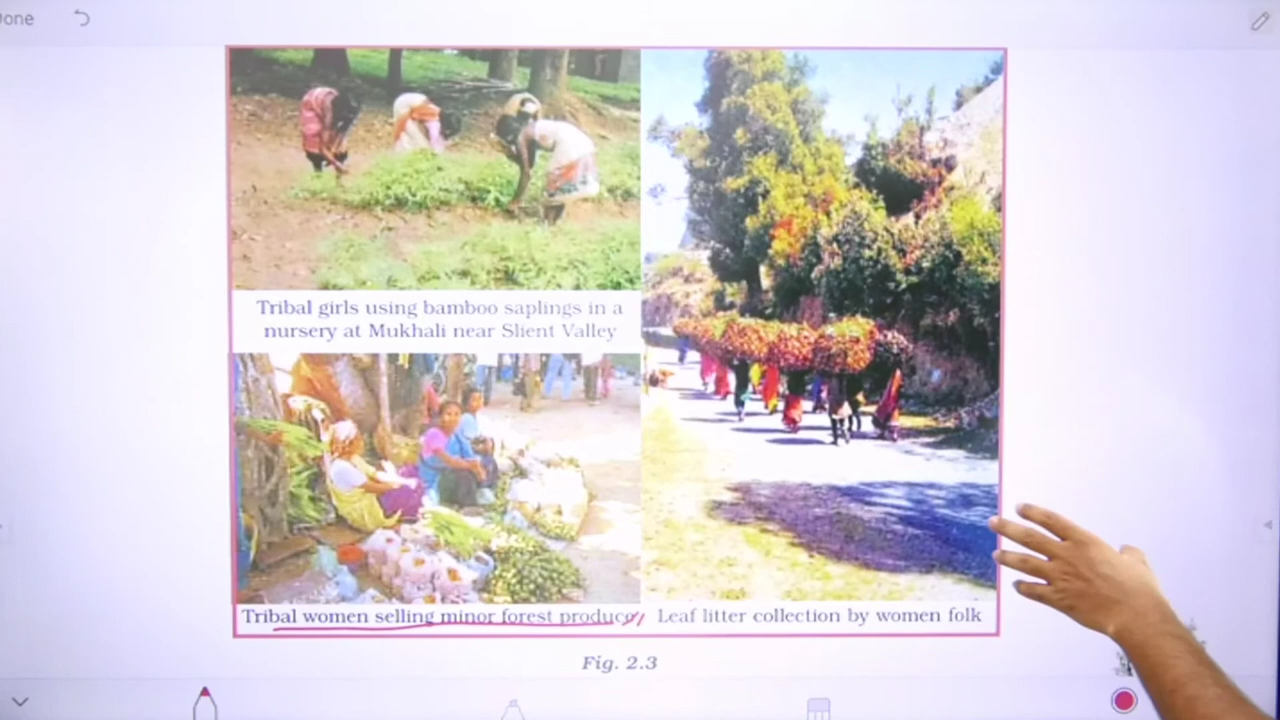 Done
Tribal girls using bamboo saplings in a
nursery at Mukhali near Slient Valley
Tribal women selling minor forest produce
Leaf litter collection by women folk
Fig. 2.3